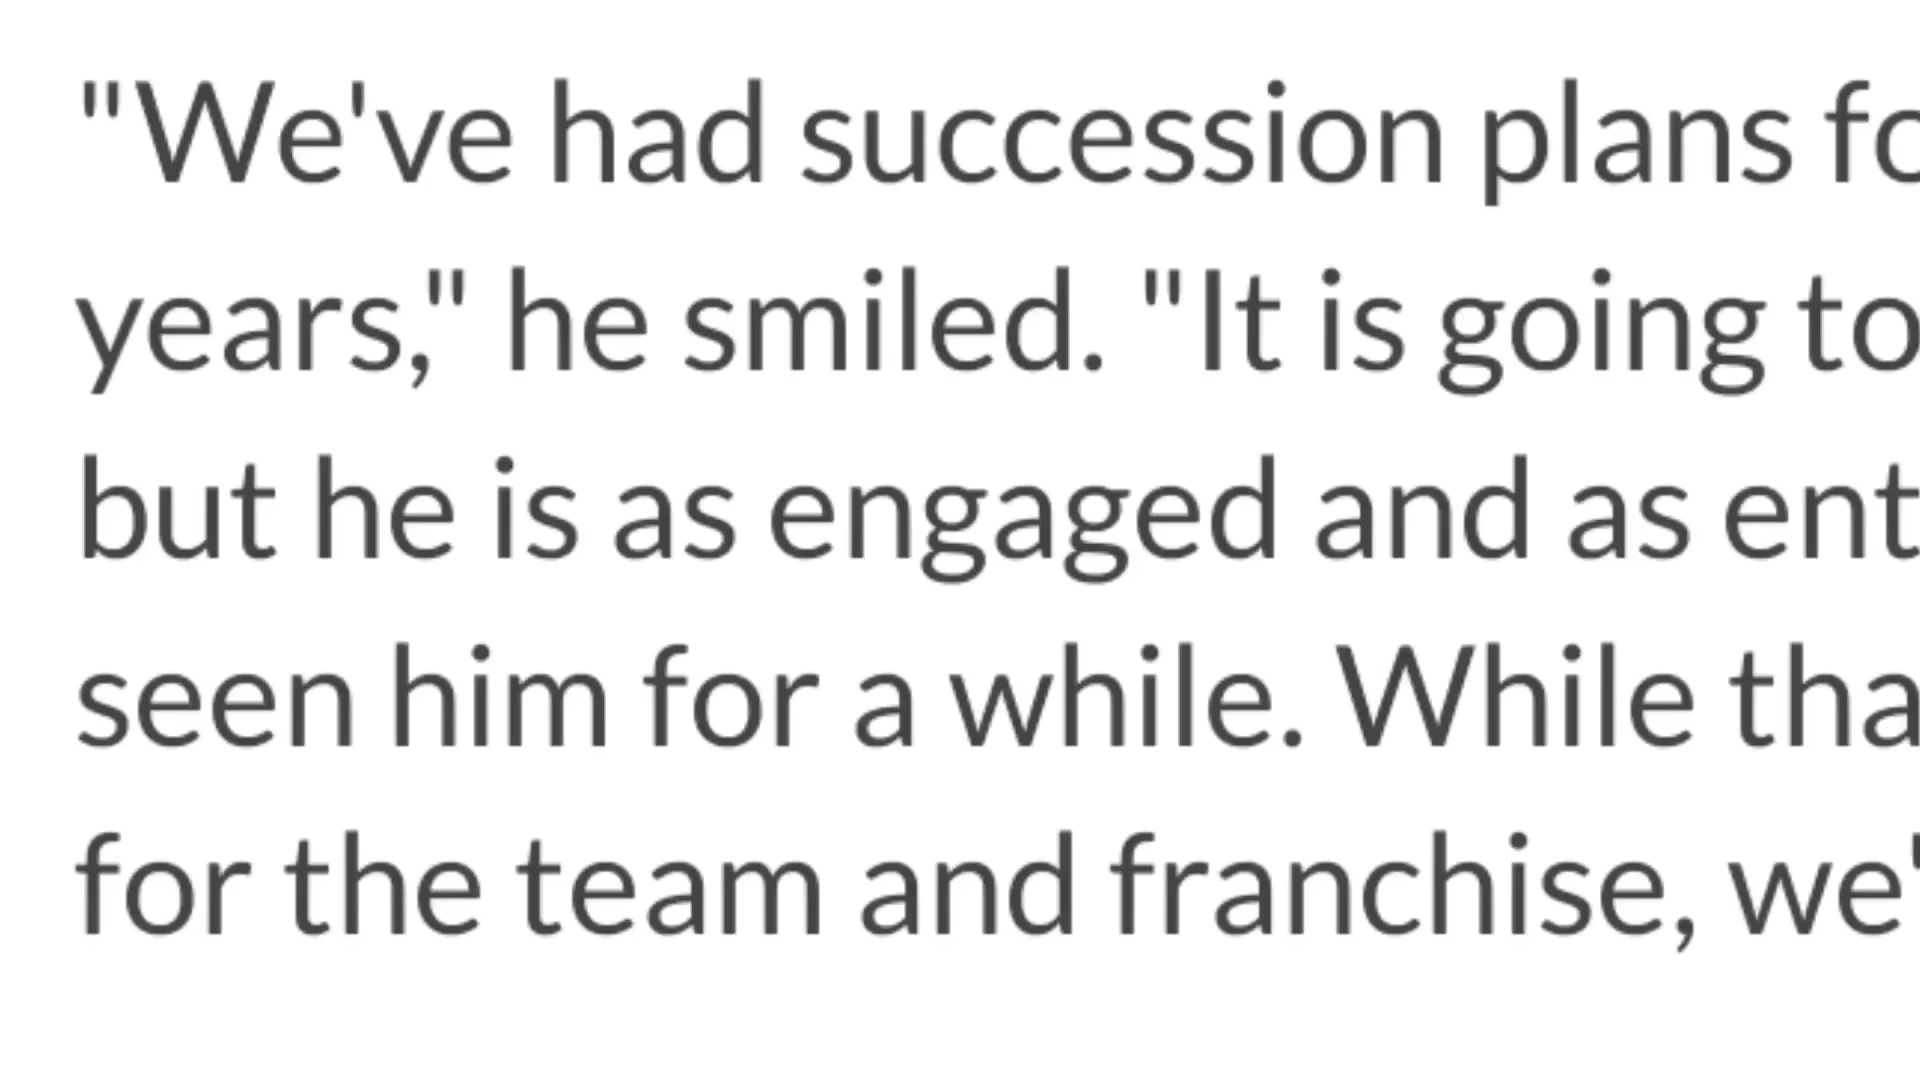 "We've had succession plans fo
years," he smiled. "It is going to
but he is as engaged and as ent
seen him for a while. While tha
for the team and franchise, we'